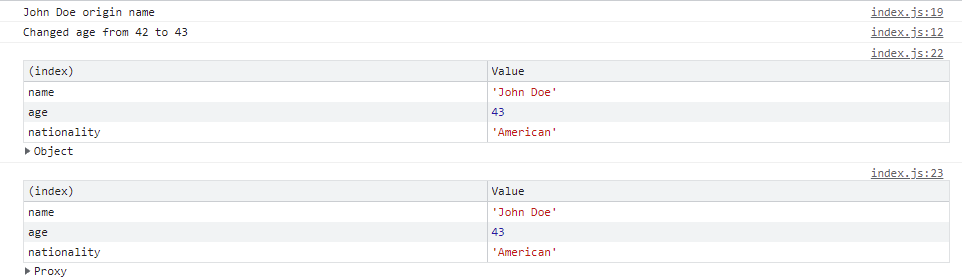 John Doe origin name index.js:19
Changed age from 42 to 43 index.js:12
index.js:22
(index) Value
name 'John Doe'
age 43
nationality 'American'
Object
index.js:23
(index) Value
name 'John Doe'
age 43
nationality 'American'
Proxy